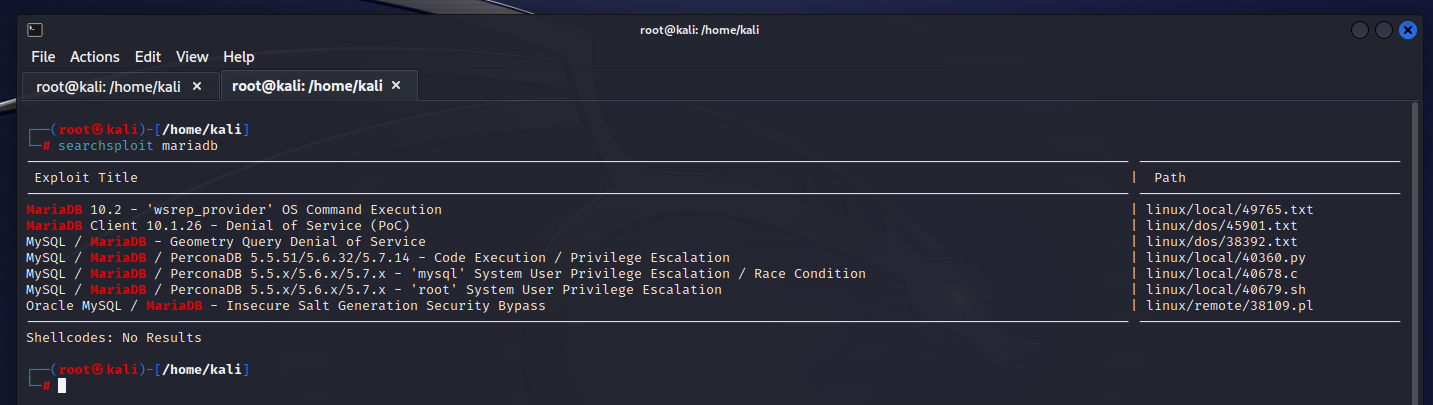 root@kali: /home/kali
File Actions Edit View Help
root@kali: /home/kali × root@kali: /home/kali ×
┌──(root㉿kali)-[/home/kali]
└─# searchsploit mariadb
Exploit Title | Path
MariaDB 10.2 - 'wsrep_provider' OS Command Execution | linux/local/49765.txt
MariaDB Client 10.1.26 - Denial of Service (PoC) | linux/dos/45901.txt
MySQL / MariaDB - Geometry Query Denial of Service | linux/dos/38392.txt
MySQL / MariaDB / PerconaDB 5.5.51/5.6.32/5.7.14 - Code Execution / Privilege Escalation | linux/local/40360.py
MySQL / MariaDB / PerconaDB 5.5.x/5.6.x/5.7.x - 'mysql' System User Privilege Escalation / Race Condition | linux/local/40678.c
MySQL / MariaDB / PerconaDB 5.5.x/5.6.x/5.7.x - 'root' System User Privilege Escalation | linux/local/40679.sh
Oracle MySQL / MariaDB - Insecure Salt Generation Security Bypass | linux/remote/38109.pl
Shellcodes: No Results
┌──(root㉿kali)-[/home/kali]
└─#